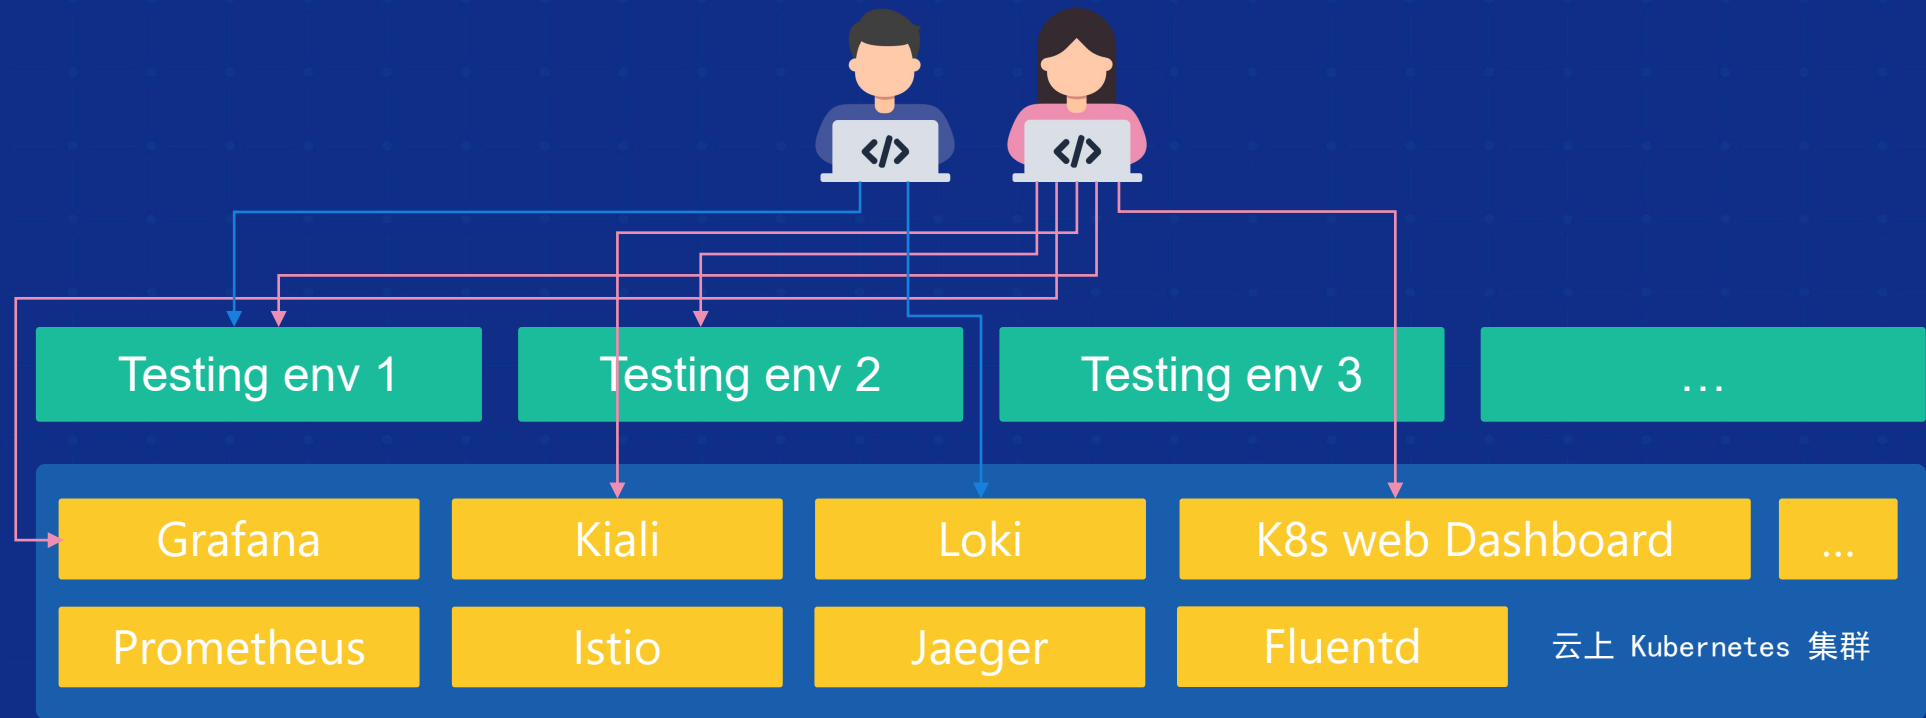 </>
</>
Testing env 1
Testing env 2
Testing env 3
...
Grafana
Kiali
Loki
K8s web Dashboard
...
Prometheus
Istio
Jaeger
Fluentd
云上 Kubernetes 集群